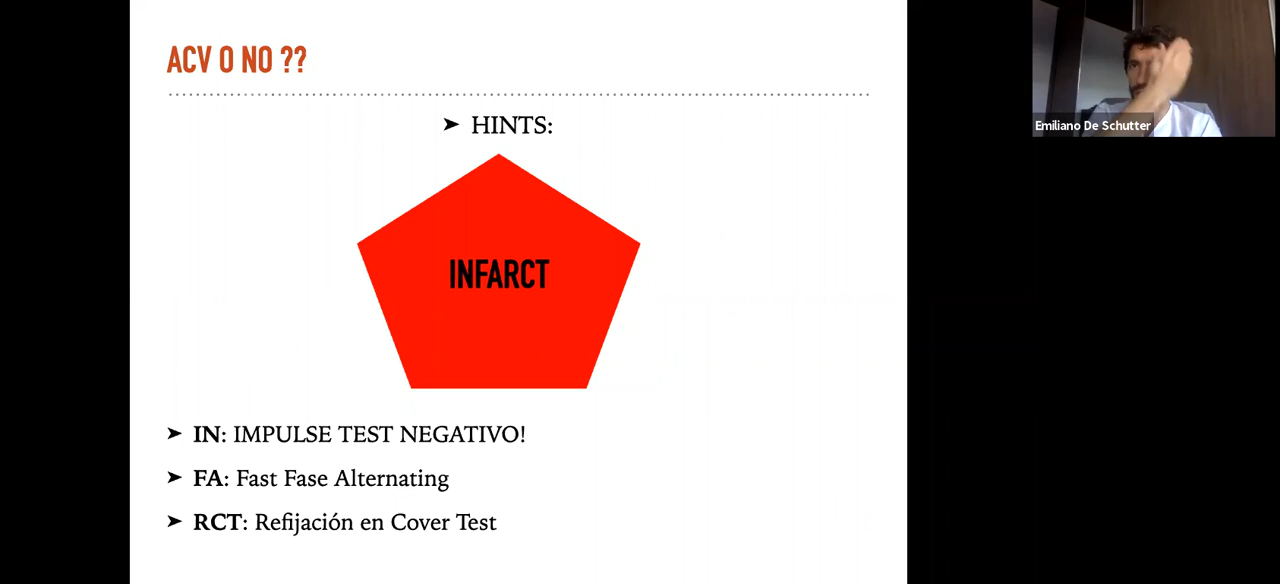 ACV O NO ??
➤ HINTS:
INFARCT
➤ IN: IMPULSE TEST NEGATIVO!
➤ FA: Fast Fase Alternating
➤ RCT: Refijación en Cover Test
Emiliano De Schutter